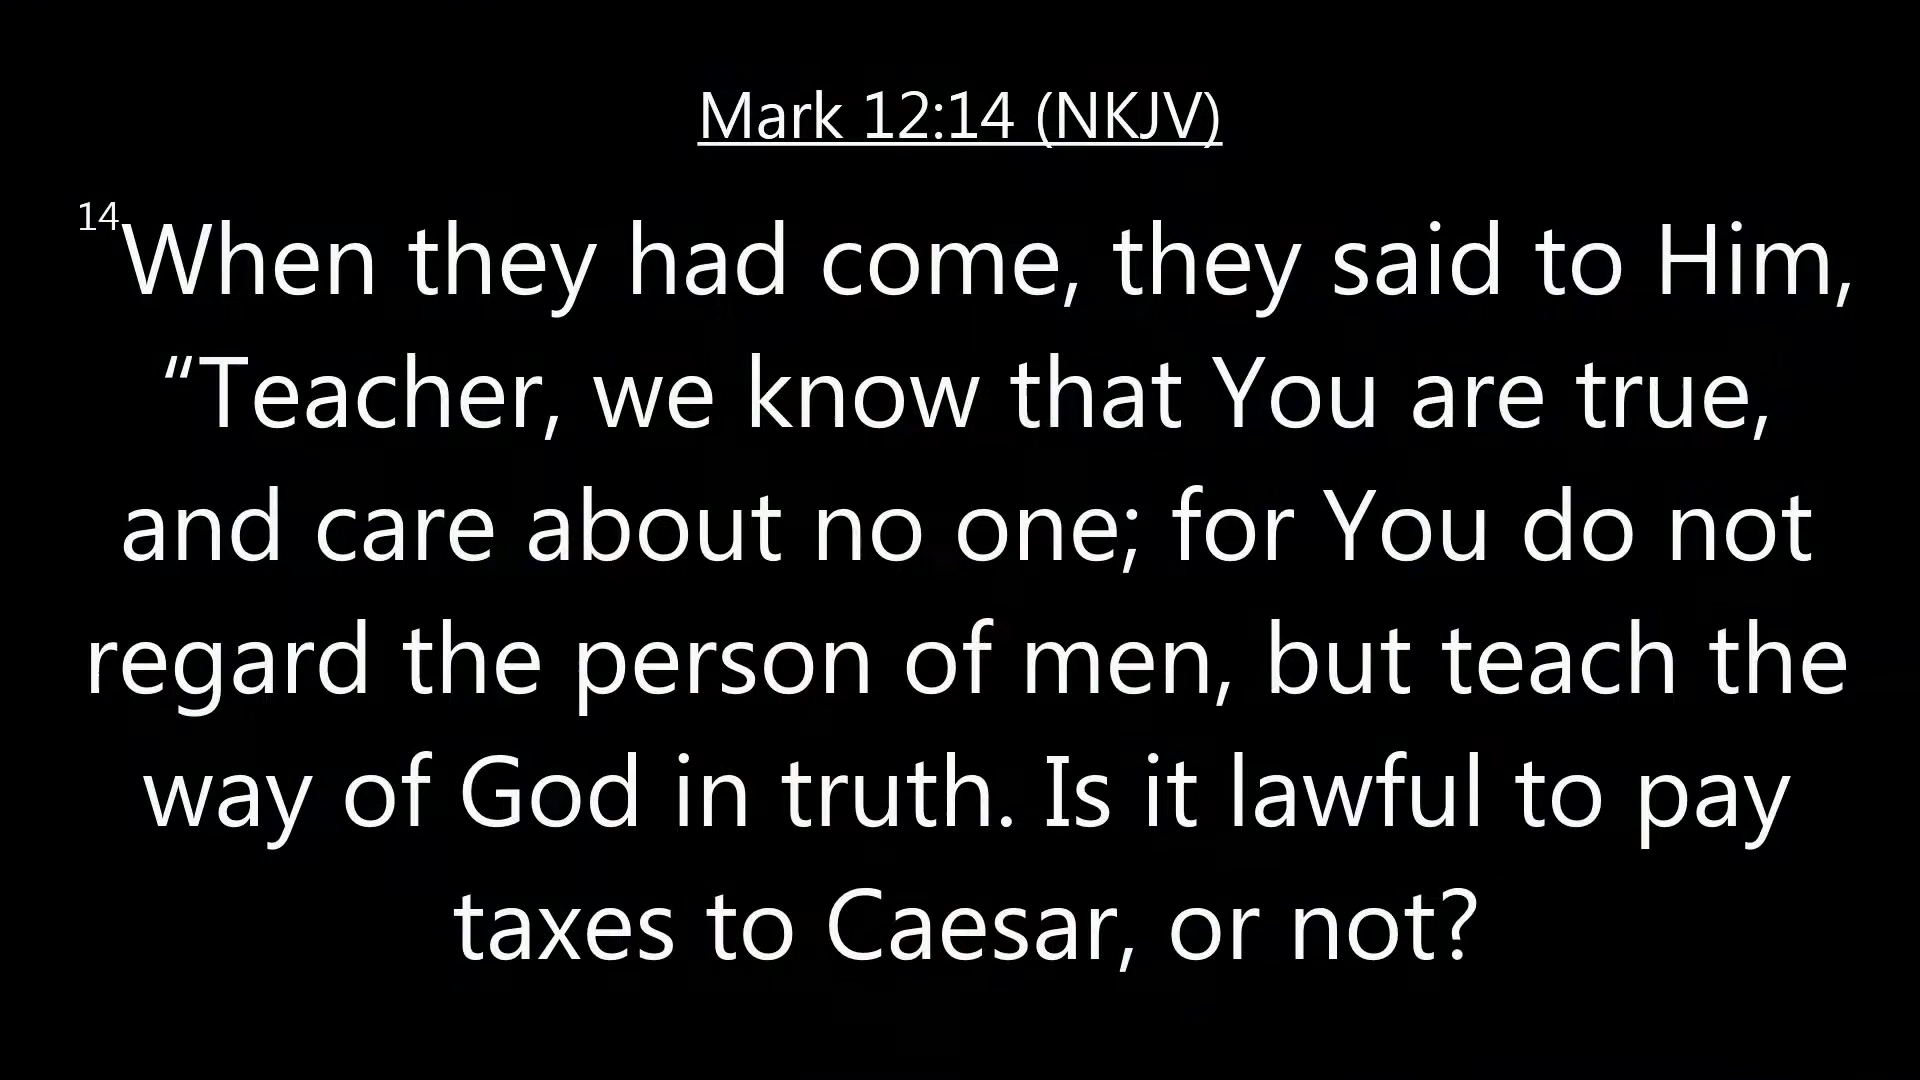 Mark 12:14 (NKJV)
14When they had come, they said to Him,
“Teacher, we know that You are true,
and care about no one; for You do not
regard the person of men, but teach the
way of God in truth. Is it lawful to pay
taxes to Caesar, or not?